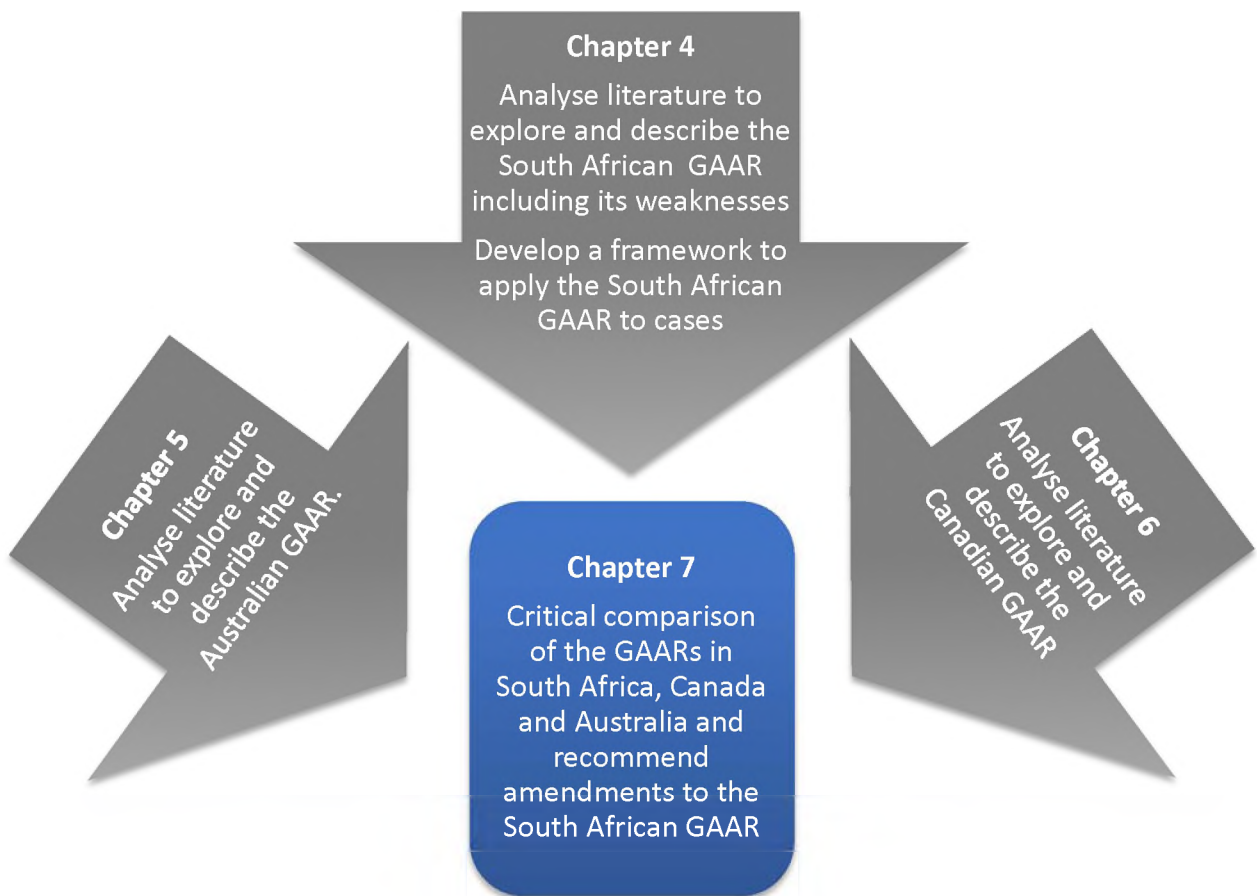 Chapter 4
Analyse literature to
explore and describe the
South African GAAR
including its weaknesses
Develop a framework to
apply the South African
GAAR to cases
Chapter 5
Analyse literature
to explore and
describe the
Australian GAAR.
Chapter 6
Analyse literature
to explore and
describe the
Canadian GAAR
Chapter 7
Critical comparison
of the GAARs in
South Africa, Canada
and Australia and
recommend
amendments to the
South African GAAR